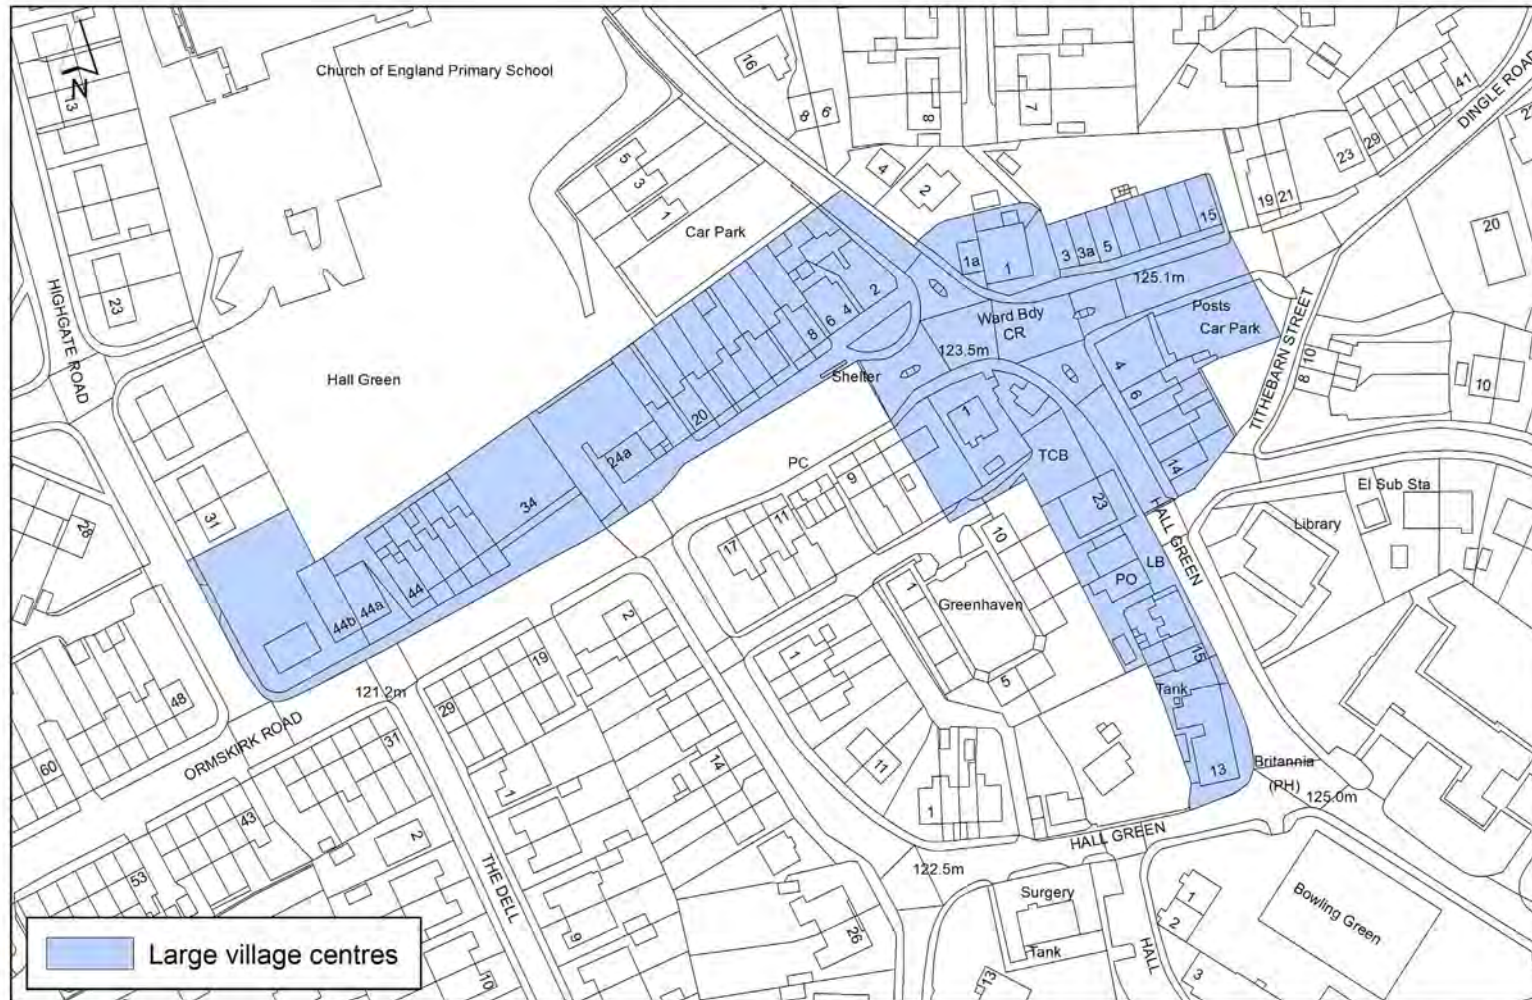 Church of England Primary School
N
13
23
HIGHGATE ROAD
Hall Green
31
28
5
3
1
Car Park
16
9
6
8
7
4
2
1a
1
3
3a
5
15
125.1m
19
21
23
29
41
DINGLE ROAD
20
Posts
Car Park
Ward Bdy
CR
123.5m
Shelter
2
4
6
8
20
24a
34
44
44a
44b
TITHEBARN STREET
8
10
10
4
6
14
1
TCB
23
HALL GREEN
LB
PO
15
Tank
13
Britannia
(PH)
125.0m
El Sub Sta
Library
PC
9
11
17
10
1
Greenhaven
5
1
11
1
HALL GREEN
122.5m
121.2m
ORMSKIRK ROAD
48
60
29
19
2
31
43
53
2
1
14
THE DELL
9
10
26
Surgery
Tank
13
HALL
1
2
3
Bowling Green
Large village centres